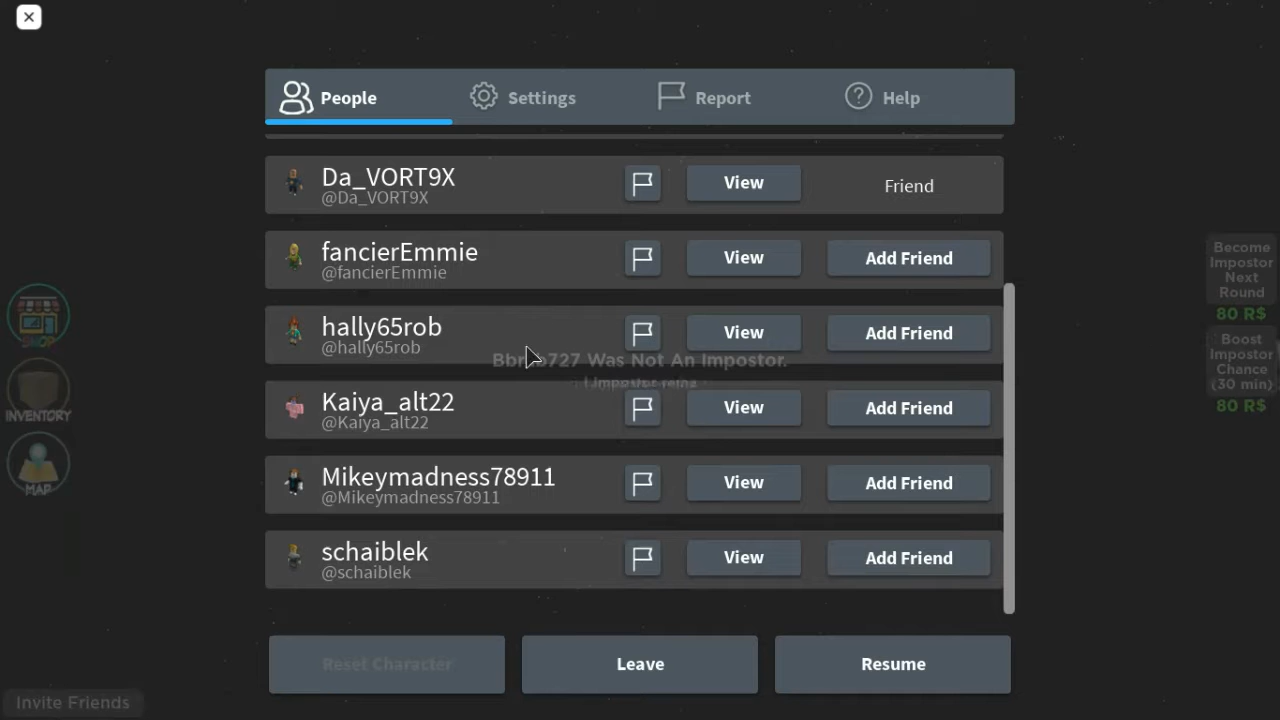 People
Settings
Report
Help
Da_VORT9X
@Da_VORT9X
View
Friend
fancierEmmie
@fancierEmmie
View
Add Friend
hally65rob
@hally65rob
View
Add Friend
Was Not An Impostor.
1 Impostor
Kaiya_alt22
@Kaiya_alt22
View
Add Friend
Mikeymadness78911
@Mikeymadness78911
View
Add Friend
schaiblek
@schaiblek
View
Add Friend
Reset Character
Leave
Resume
SHOP
INVENTORY
MAP
Invite Friends
Become
Impostor
Next
Round
80 R$
Boost
Impostor
Chance
(30 min)
80 R$